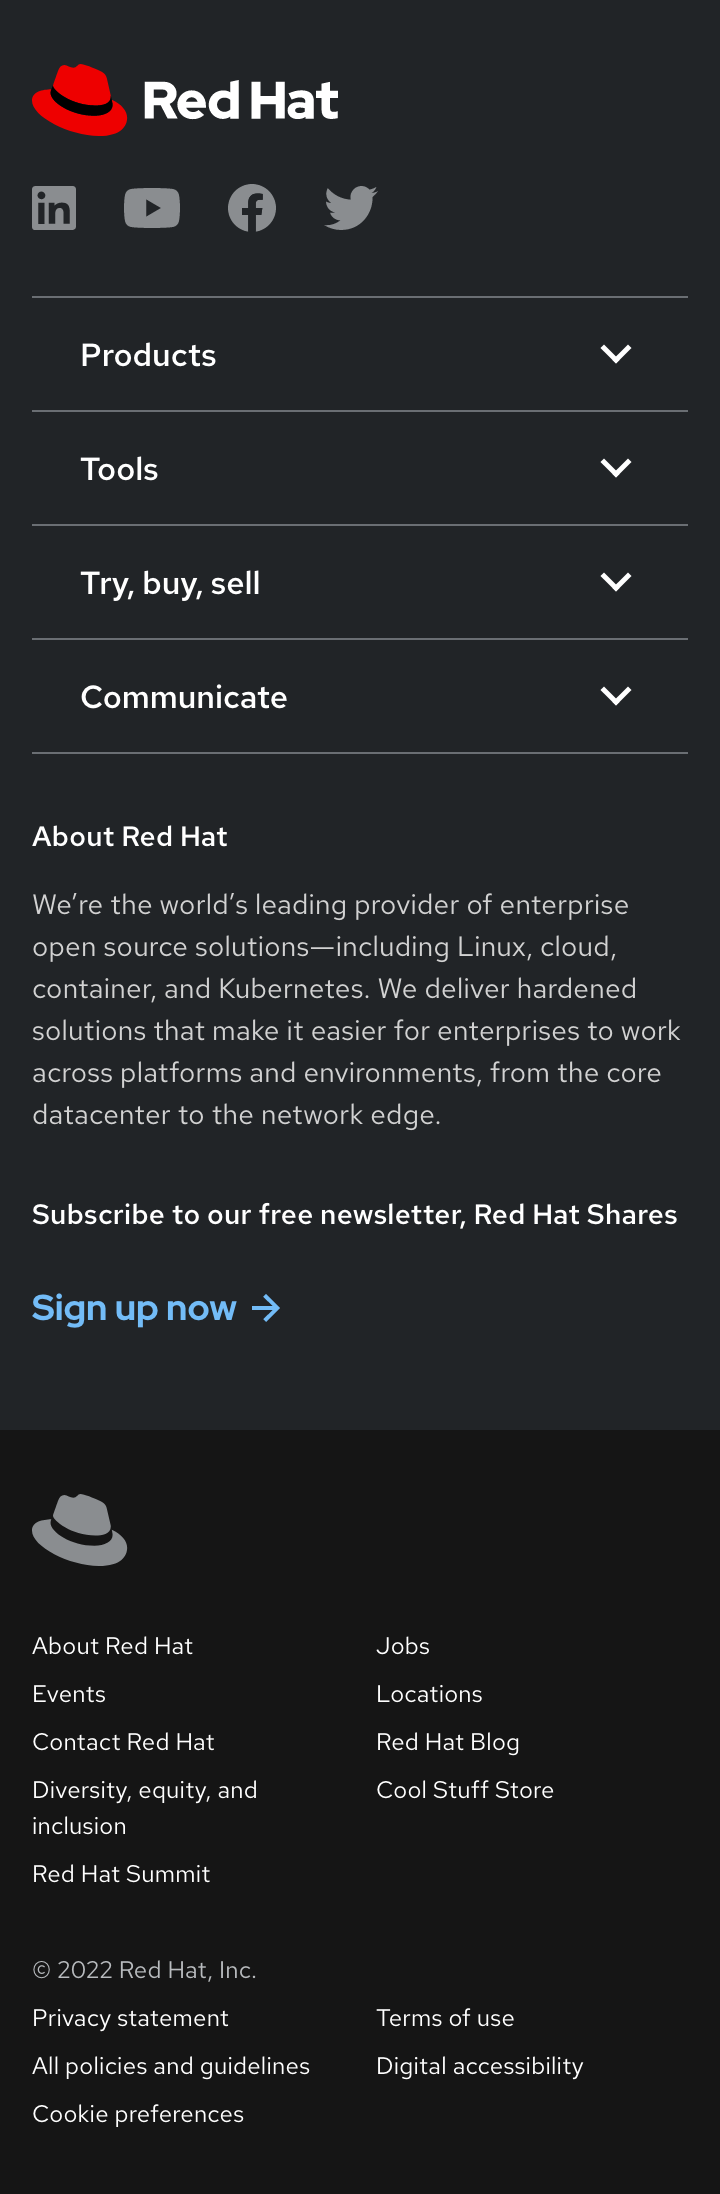 Red Hat
in
Products
Tools
Try, buy, sell
Communicate
About Red Hat
We’re the world’s leading provider of enterprise
open source solutions—including Linux, cloud,
container, and Kubernetes. We deliver hardened
solutions that make it easier for enterprises to work
across platforms and environments, from the core
datacenter to the network edge.
Subscribe to our free newsletter, Red Hat Shares
Sign up now
About Red Hat
Jobs
Events
Locations
Contact Red Hat
Red Hat Blog
Diversity, equity, and
inclusion
Cool Stuff Store
Red Hat Summit
© 2022 Red Hat, Inc.
Privacy statement
Terms of use
All policies and guidelines
Digital accessibility
Cookie preferences